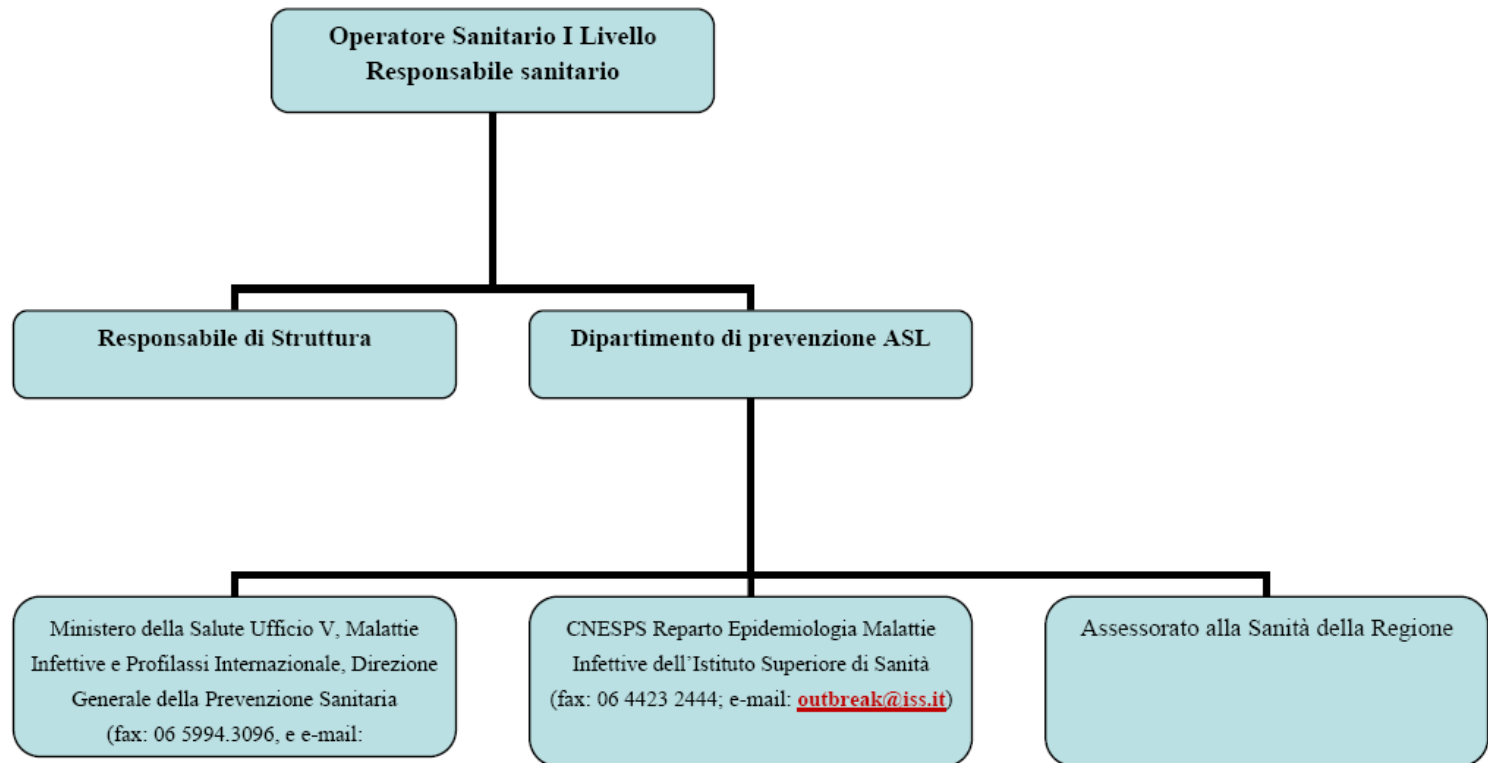 Operatore Sanitario I Livello
Responsabile sanitario
Responsabile di Struttura
Dipartimento di prevenzione ASL
Ministero della Salute Ufficio V, Malattie
Infettive e Profilassi Internazionale, Direzione
Generale della Prevenzione Sanitaria
(fax: 06 5994.3096, e e-mail:
CNESPS Reparto Epidemiologia Malattie
Infettive dell’Istituto Superiore di Sanità
(fax: 06 4423 2444; e-mail: outbreak@iss.it)
Assessorato alla Sanità della Regione